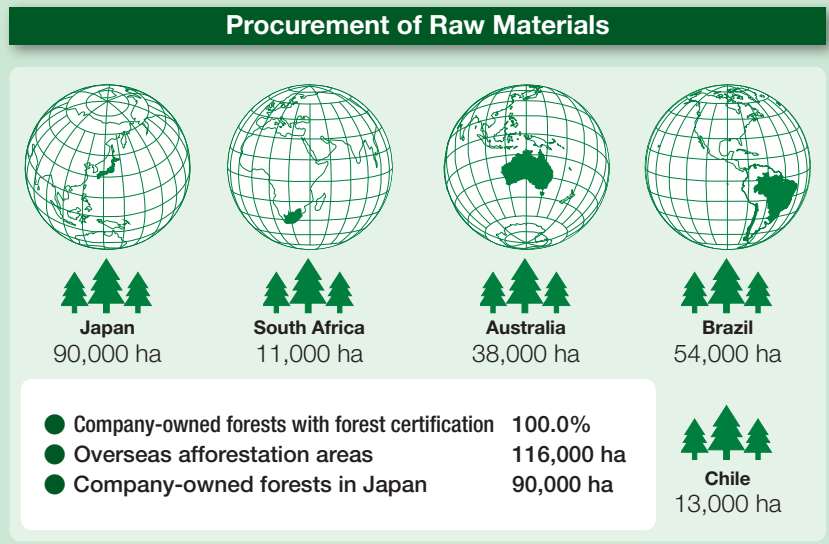 Procurement of Raw Materials
Japan
90,000 ha
South Africa
11,000 ha
Australia
38,000 ha
Brazil
54,000 ha
Company-owned forests with forest certification 100.0%
Overseas afforestation areas 116,000 ha
Company-owned forests in Japan 90,000 ha
Chile
13,000 ha